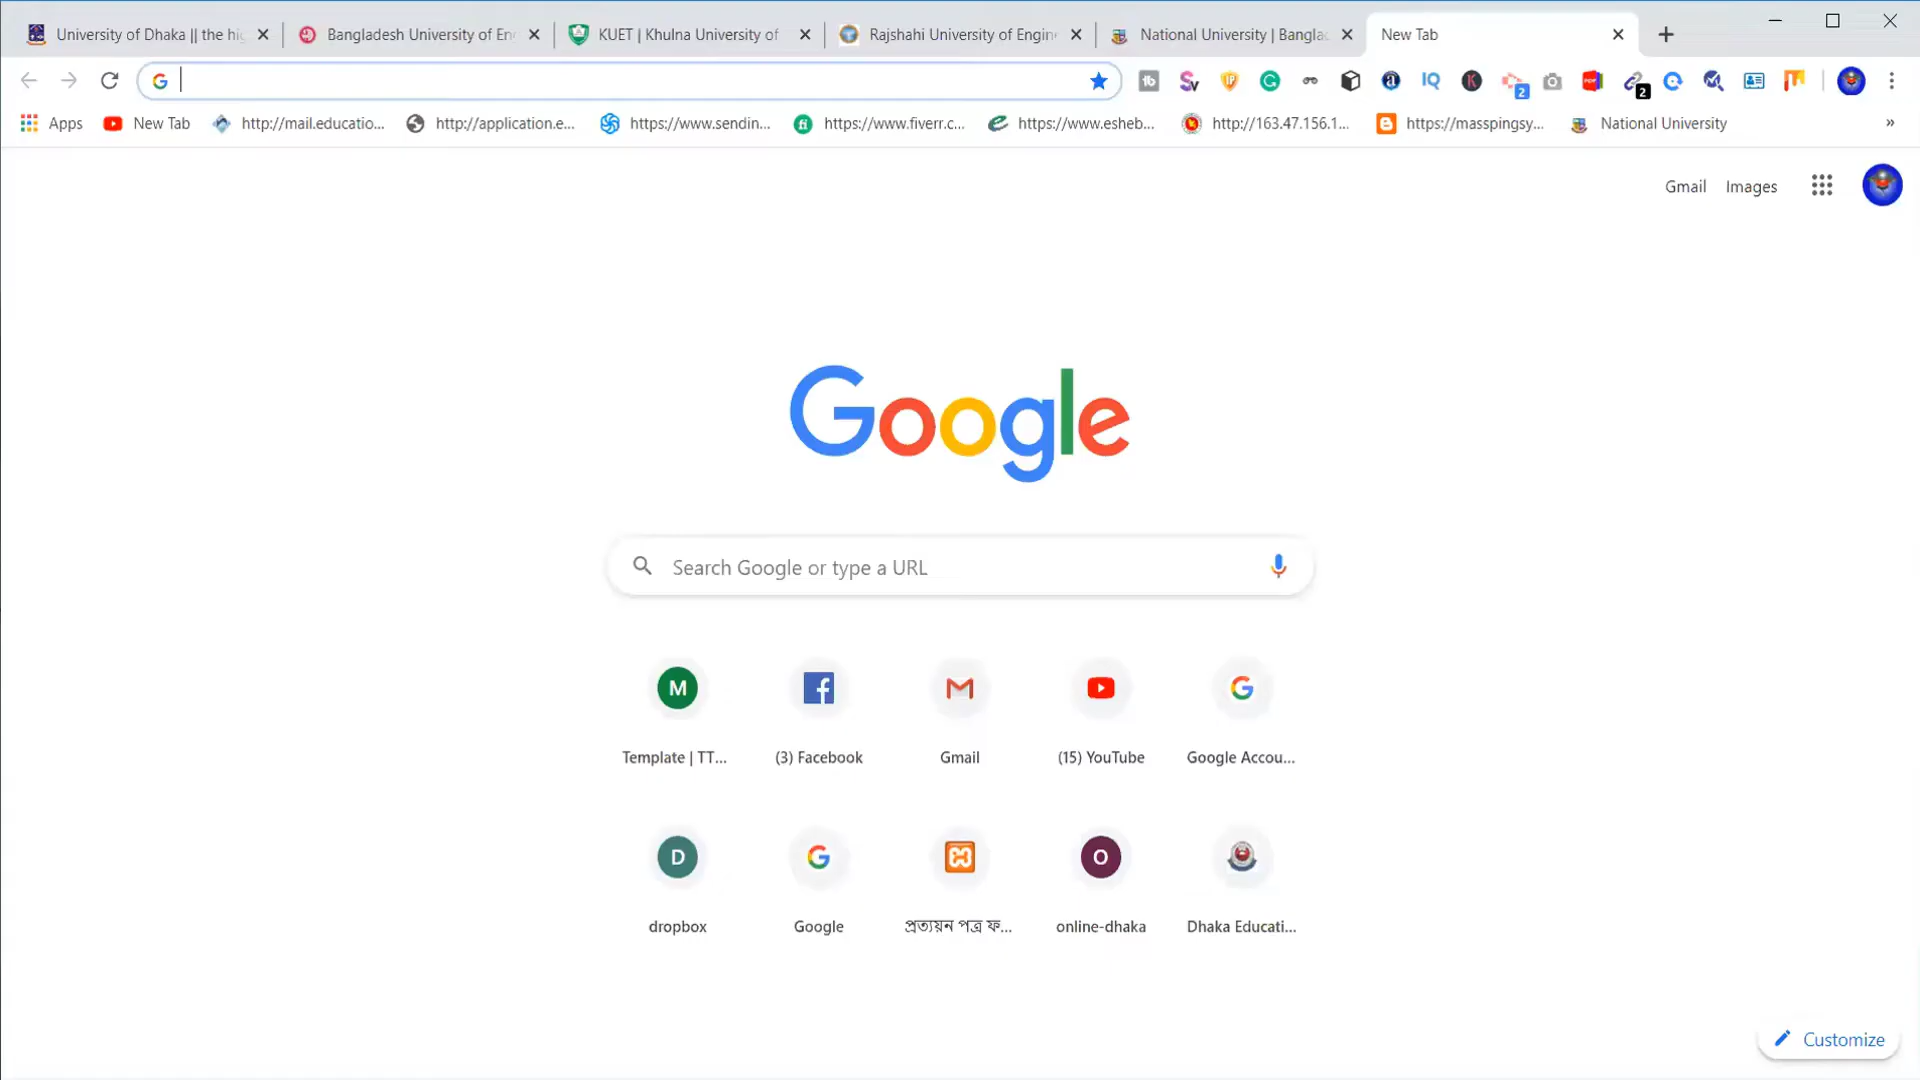 University of Dhaka || the hi
Bangladesh University of En
KUET | Khulna University of
Rajshahi University of Engin
National University | Bangla
New Tab
Apps
New Tab
http://mail.educatio...
http://application.e...
https://www.sendin...
https://www.fiverr.c...
https://www.esheb...
http://163.47.156.1...
https://masspingsy...
National University
»
Gmail
Images
Google
Search Google or type a URL
M
Template | TT...
(3) Facebook
Gmail
(15) YouTube
Google Accou...
D
O
dropbox
Google
প্রত্যয়ন পত্র ফ...
online-dhaka
Dhaka Educati...
Customize